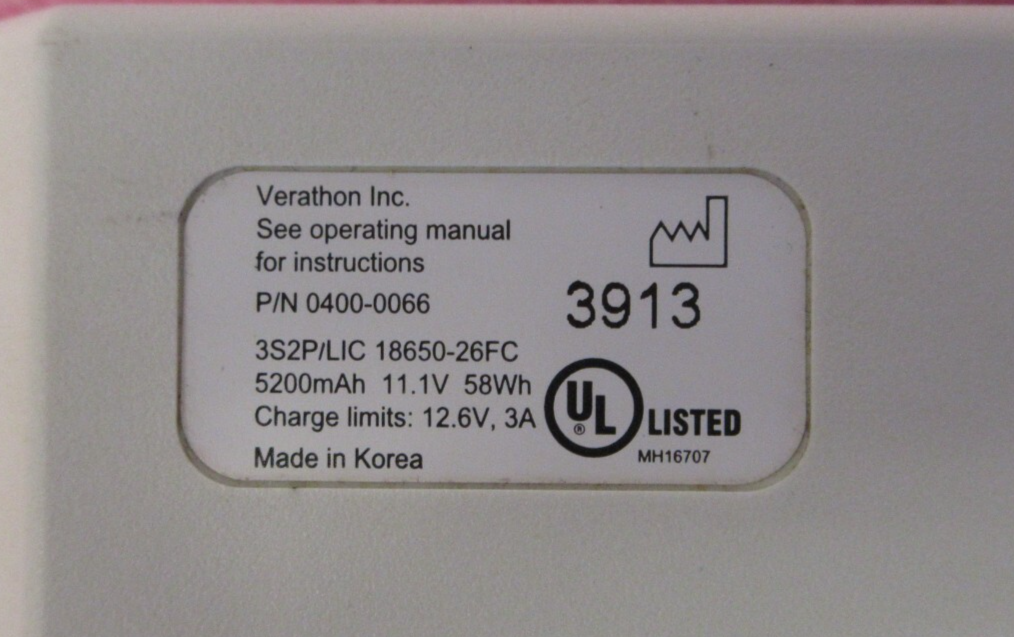 Verathon Inc.
See operating manual
for instructions
P/N 0400-0066
3913
3S2P/LIC 18650-26FC
5200mAh 11.1V 58Wh
Charge limits: 12.6V, 3A
Made in Korea
UL ® LISTED
MH16707